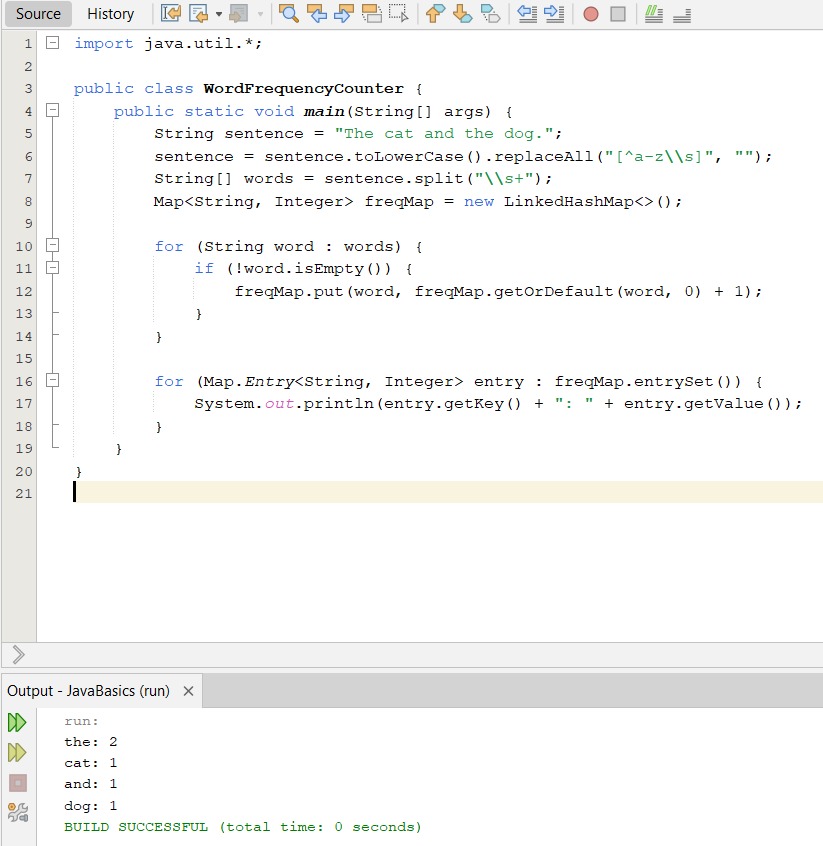 Source History
1 import java.util.*;
2
3 public class WordFrequencyCounter {
4     public static void main(String[] args) {
5         String sentence = "The cat and the dog.";
6         sentence = sentence.toLowerCase().replaceAll("[^a-z\\s]", "");
7         String[] words = sentence.split("\\s+");
8         Map<String, Integer> freqMap = new LinkedHashMap<>();
9
10         for (String word : words) {
11             if (!word.isEmpty()) {
12                 freqMap.put(word, freqMap.getOrDefault(word, 0) + 1);
13             }
14         }
15
16         for (Map.Entry<String, Integer> entry : freqMap.entrySet()) {
17             System.out.println(entry.getKey() + ": " + entry.getValue());
18         }
19     }
20 }
21
Output - JavaBasics (run)
run:
the: 2
cat: 1
and: 1
dog: 1
BUILD SUCCESSFUL (total time: 0 seconds)